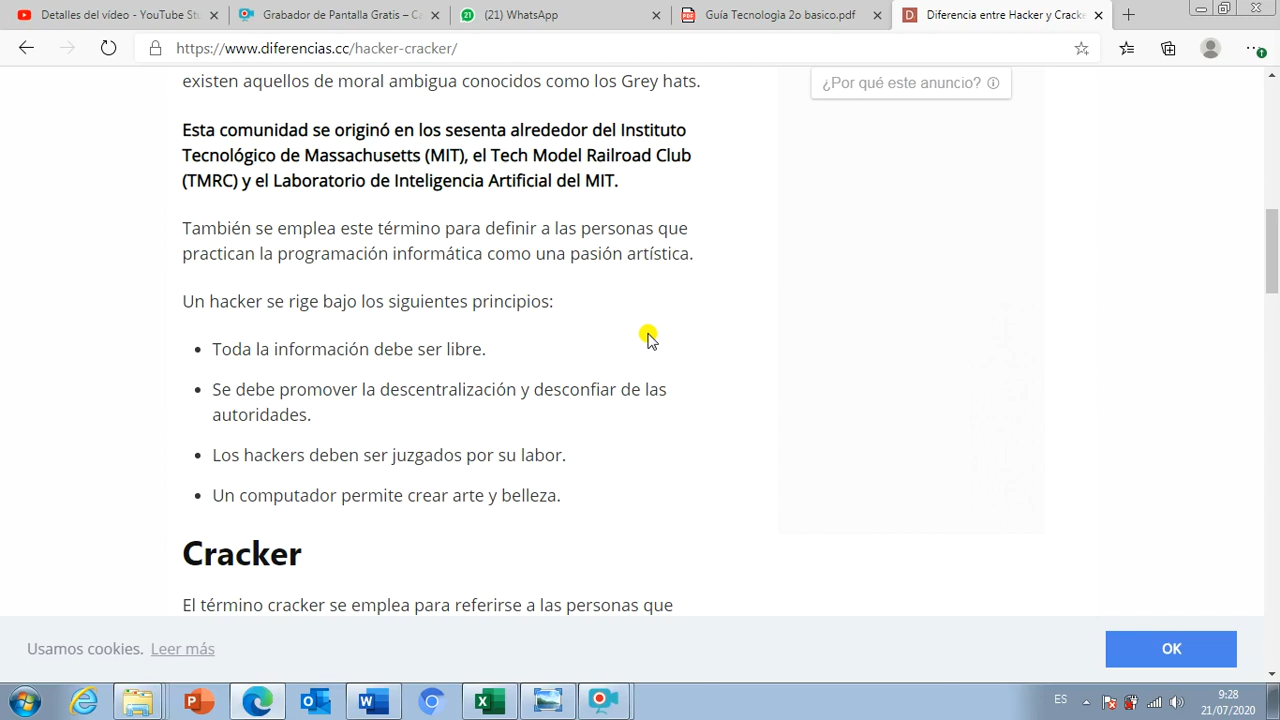 Detalles del vídeo - YouTube Stu
Grabador de Pantalla Gratis – Ca
(21) WhatsApp
Guía Tecnologia 2o basico.pdf
Diferencia entre Hacker y Cracke
https://www.diferencias.cc/hacker-cracker/
existen aquellos de moral ambigua conocidos como los Grey hats.
¿Por qué este anuncio?
Esta comunidad se originó en los sesenta alrededor del Instituto
Tecnológico de Massachusetts (MIT), el Tech Model Railroad Club
(TMRC) y el Laboratorio de Inteligencia Artificial del MIT.
También se emplea este término para definir a las personas que
practican la programación informática como una pasión artística.
Un hacker se rige bajo los siguientes principios:
• Toda la información debe ser libre.
• Se debe promover la descentralización y desconfiar de las
autoridades.
• Los hackers deben ser juzgados por su labor.
• Un computador permite crear arte y belleza.
Cracker
El término cracker se emplea para referirse a las personas que
Usamos cookies. Leer más
OK
ES
9:28
21/07/2020